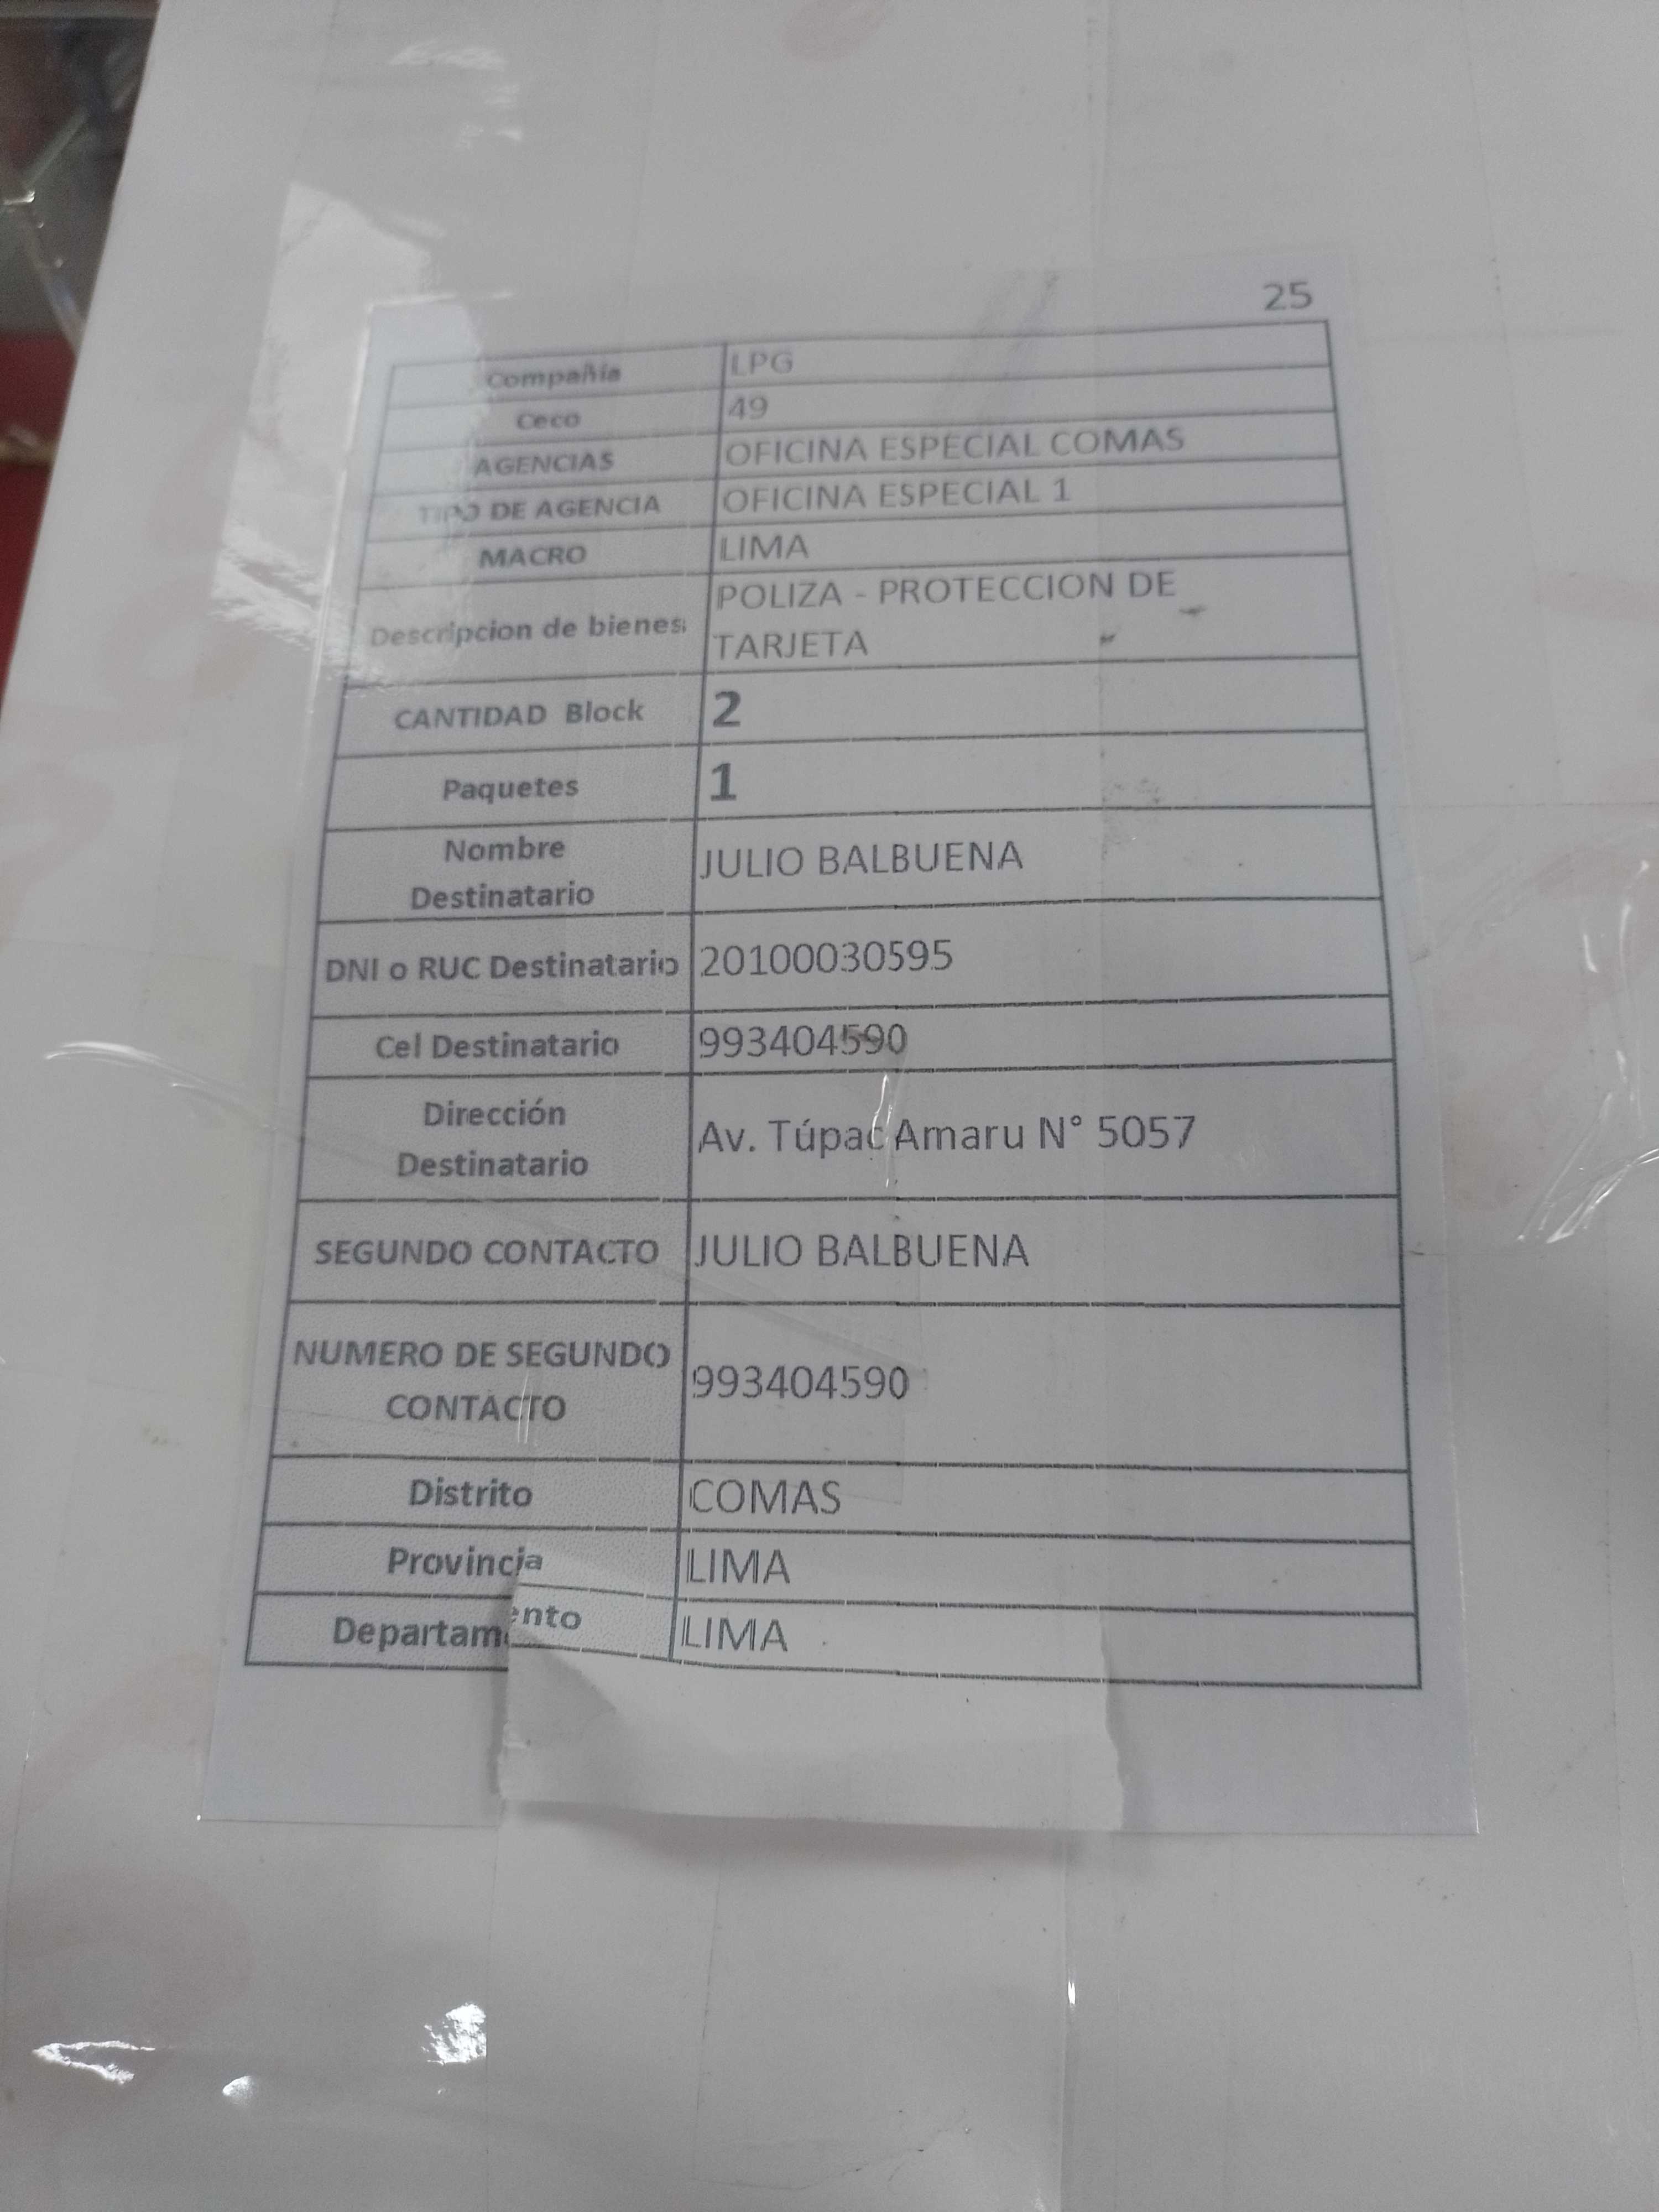 25
Compañía LPG
Ceco 49
AGENCIAS OFICINA ESPECIAL COMAS
TIPO DE AGENCIA OFICINA ESPECIAL 1
MACRO LIMA
Descripcion de bienes POLIZA - PROTECCION DE
TARJETA
CANTIDAD Block 2
Paquetes 1
Nombre
Destinatario JULIO BALBUENA
DNI o RUC Destinatario 20100030595
Cel Destinatario 993404590
Dirección
Destinatario Av. Túpac Amaru N° 5057
SEGUNDO CONTACTO JULIO BALBUENA
NUMERO DE SEGUNDO
CONTACTO 993404590
Distrito COMAS
Provincia LIMA
Departamento LIMA